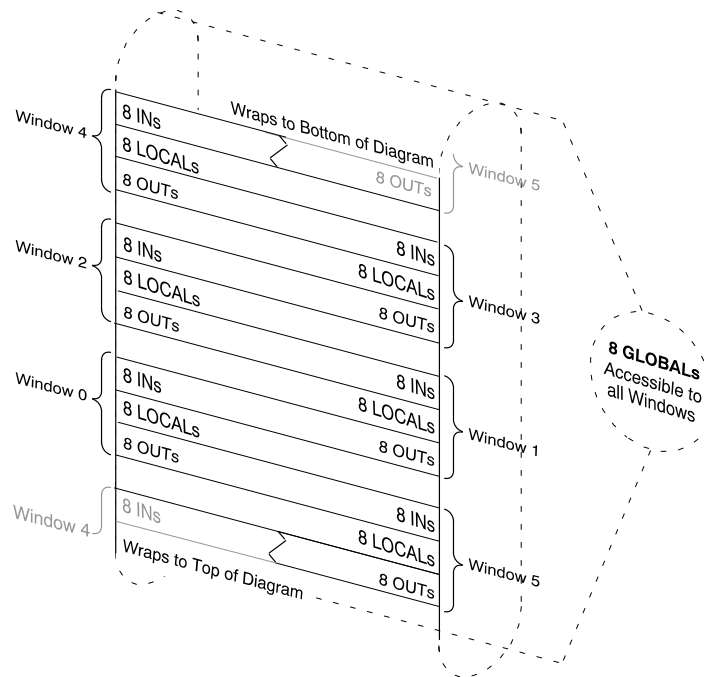 Wraps to Bottom of Diagram
Window 4
8 INs
8 LOCALs
8 OUTs
8 OUTs
Window 5
Window 2
8 INs
8 LOCALs
8 OUTs
8 INs
8 LOCALs
8 OUTs
Window 3
Window 0
8 INs
8 LOCALs
8 OUTs
8 INs
8 LOCALs
8 OUTs
Window 1
Window 4
8 INs
8 INs
8 LOCALs
8 OUTs
Window 5
Wraps to Top of Diagram
8 GLOBALs
Accessible to
all Windows